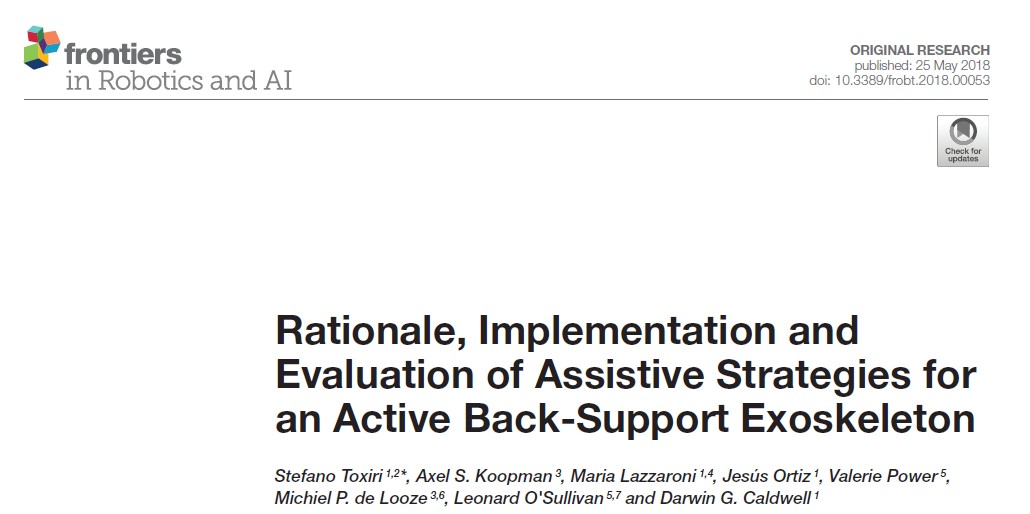 frontiers
in Robotics and AI
ORIGINAL RESEARCH
published: 25 May 2018
doi: 10.3389/frobt.2018.00053
Check for
updates
Rationale, Implementation and
Evaluation of Assistive Strategies for
an Active Back-Support Exoskeleton
Stefano Toxiri 1,2*, Axel S. Koopman 3, Maria Lazzaroni 1,4, Jesús Ortiz 1, Valerie Power 5,
Michiel P. de Looze 3,6, Leonard O'Sullivan 5,7 and Darwin G. Caldwell 1